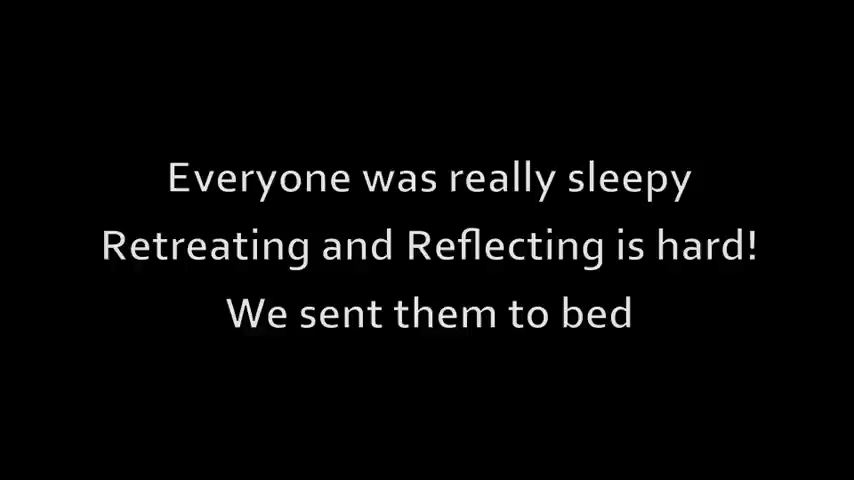 Everyone was really sleepy
Retreating and Reflecting is hard!
We sent them to bed